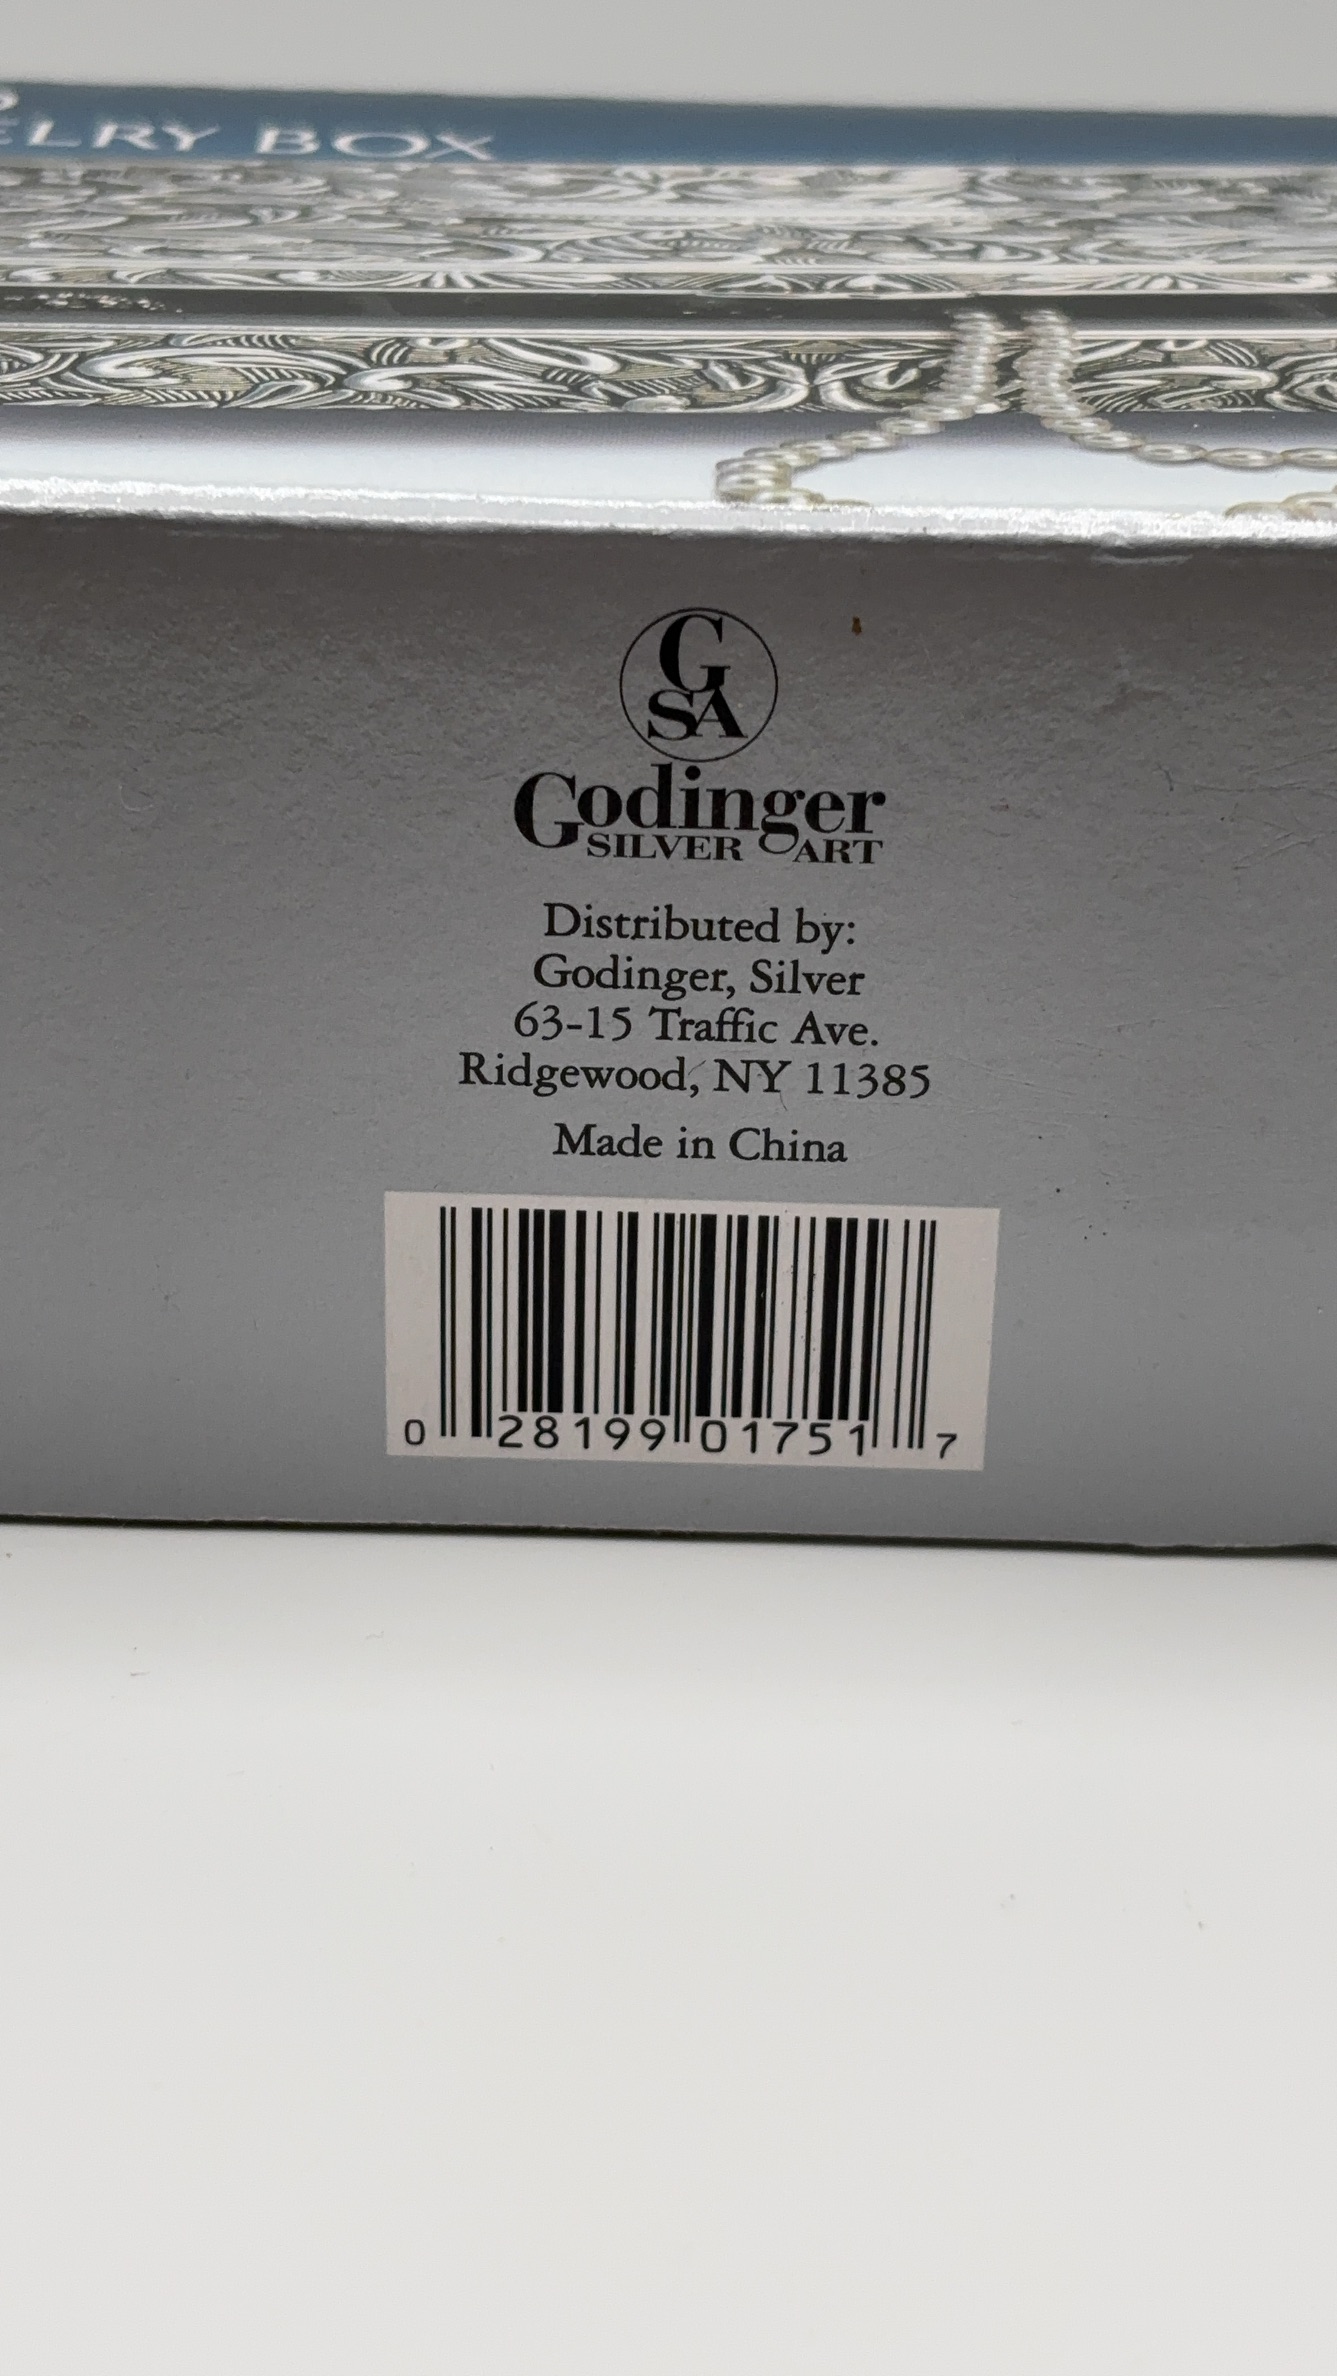 ELRY BOX
GSA
Godinger
SILVER ART
Distributed by:
Godinger, Silver
63-15 Traffic Ave.
Ridgewood, NY 11385
Made in China
0 28199 01751 7